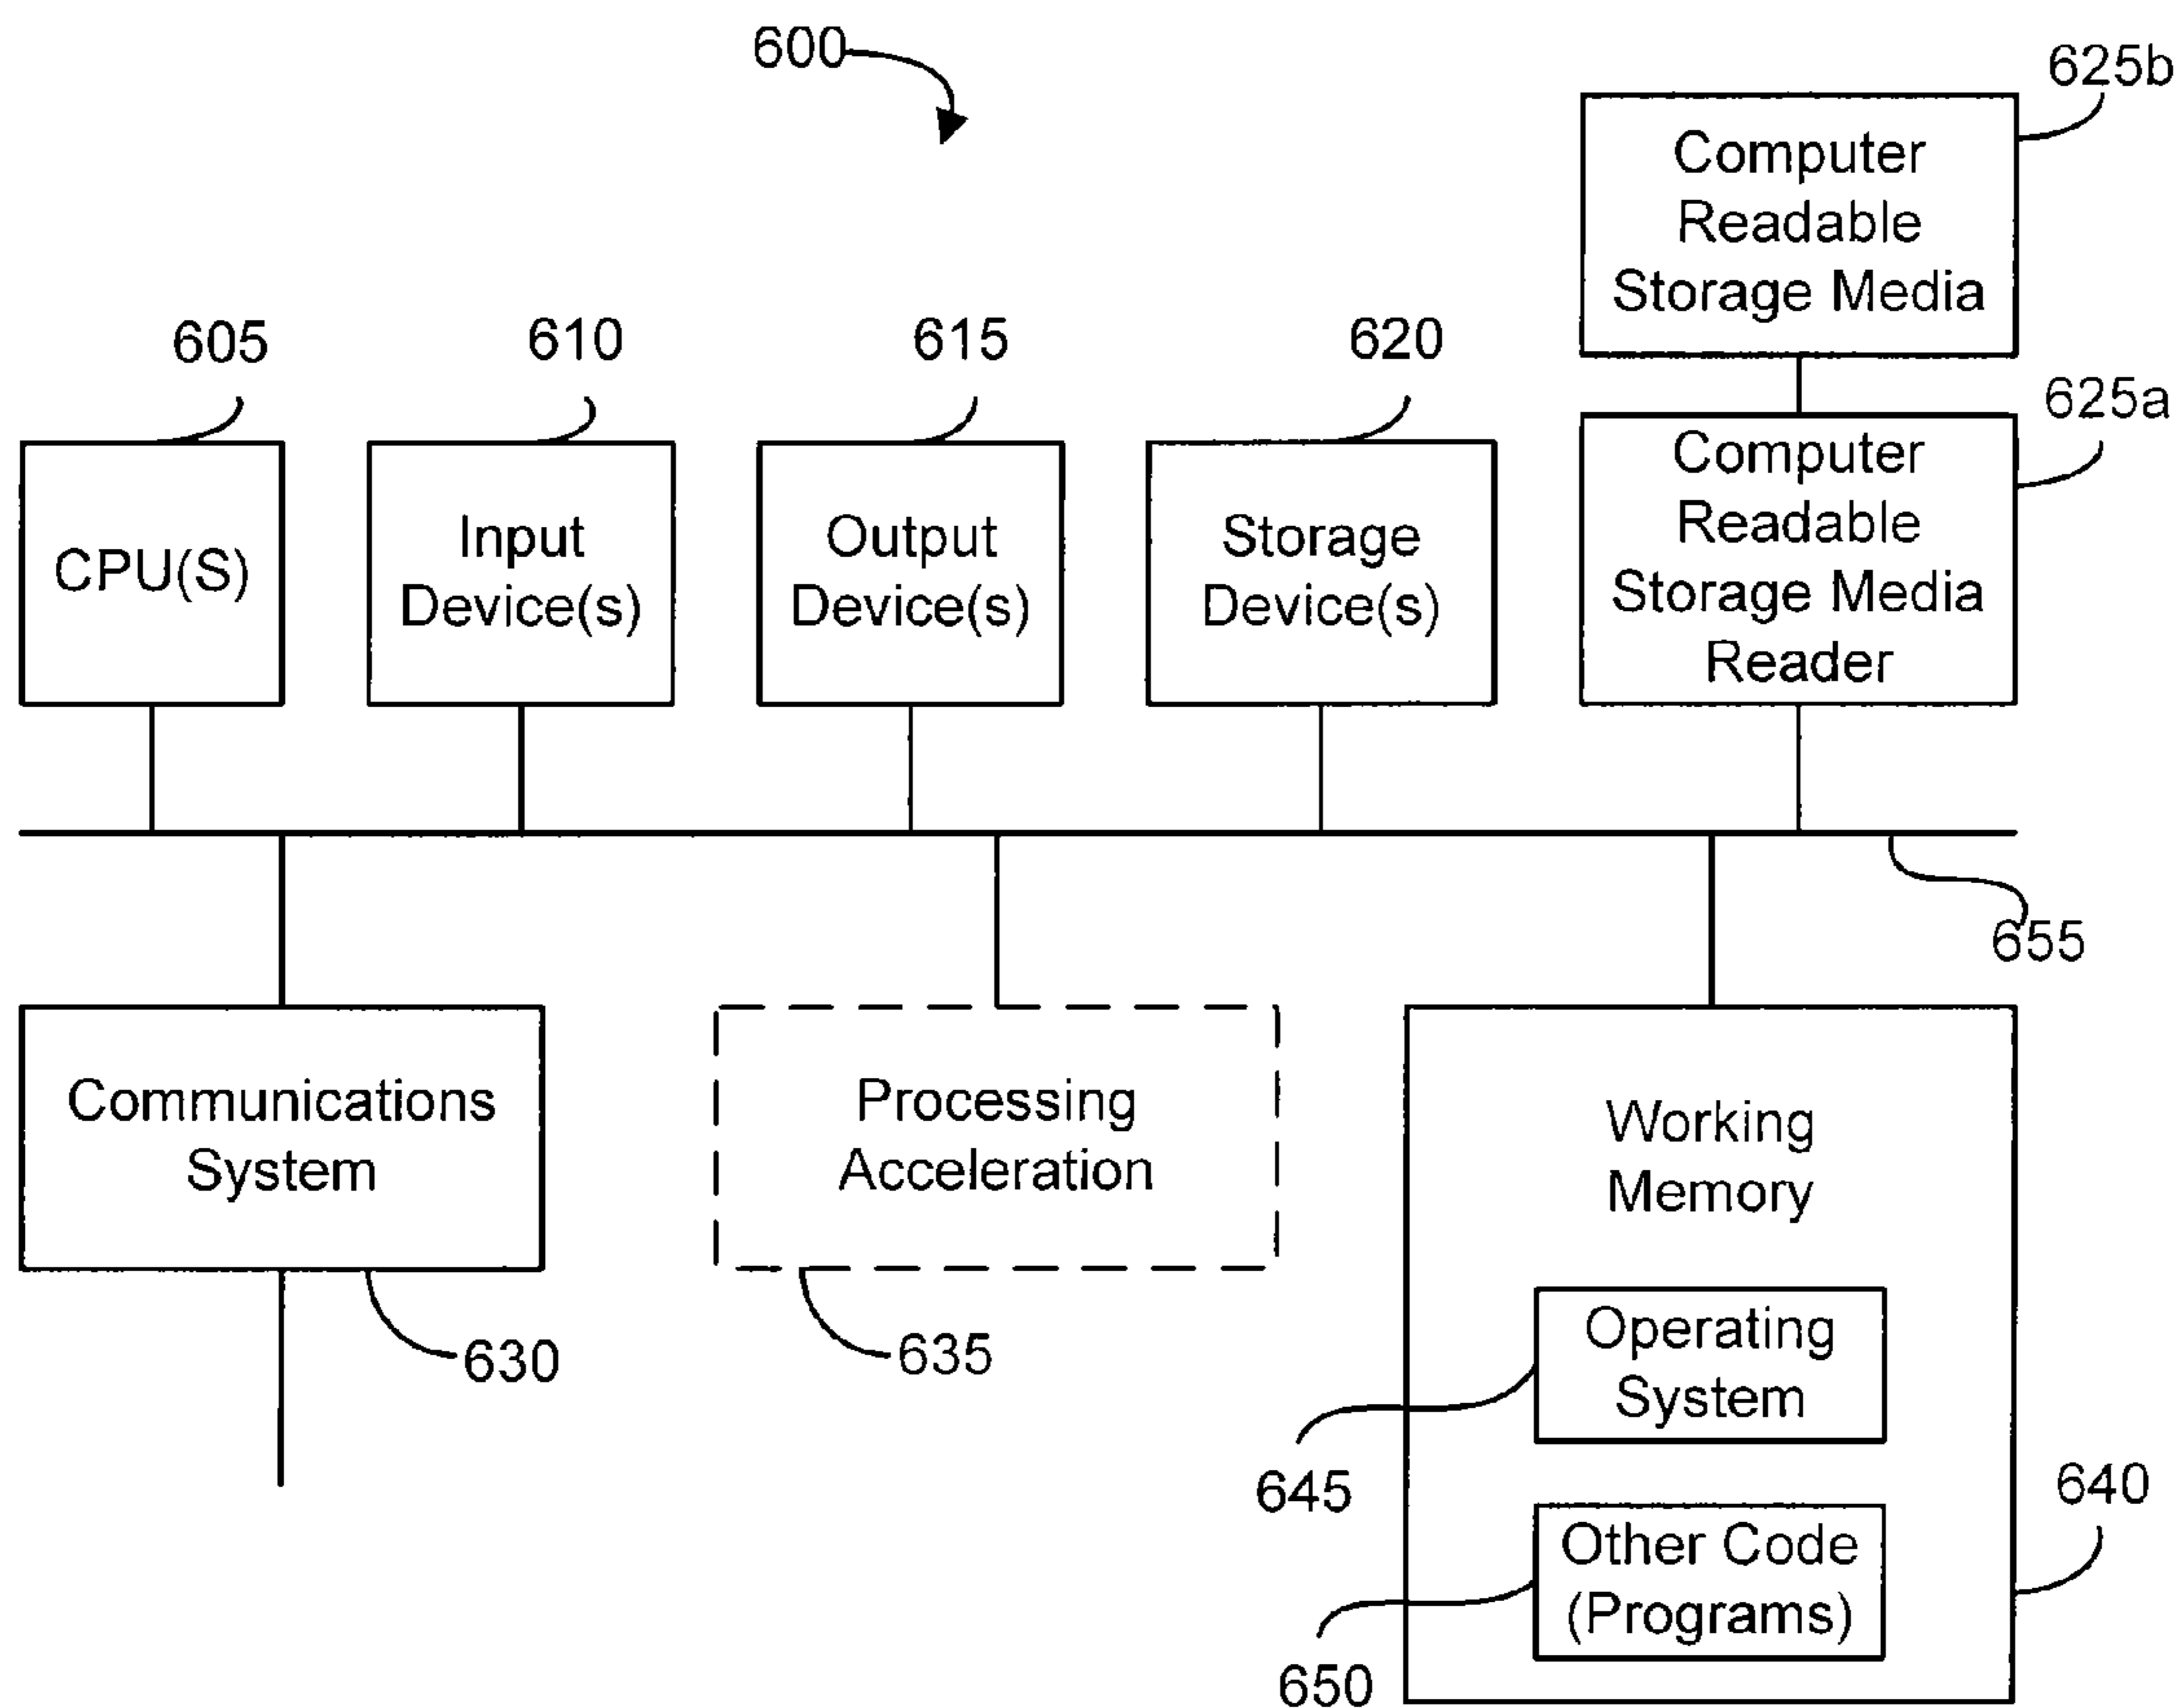 600
625b
Computer
Readable
Storage Media
605
610
615
620
625a
CPU(S)
Input
Device(s)
Output
Device(s)
Storage
Device(s)
Computer
Readable
Storage Media
Reader
655
Communications
System
630
Processing
Acceleration
635
Working
Memory
Operating
System
645
640
Other Code
(Programs)
650